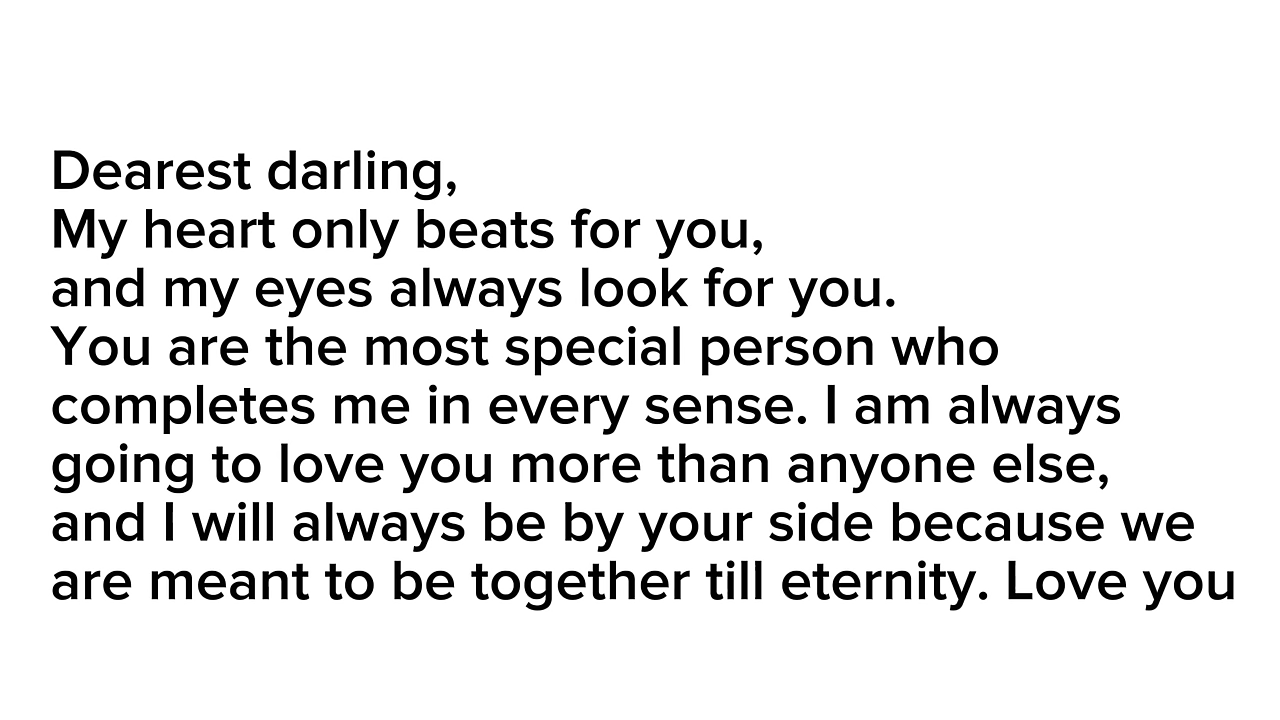 Dearest darling,
My heart only beats for you,
and my eyes always look for you.
You are the most special person who
completes me in every sense. I am always
going to love you more than anyone else,
and I will always be by your side because we
are meant to be together till eternity. Love you